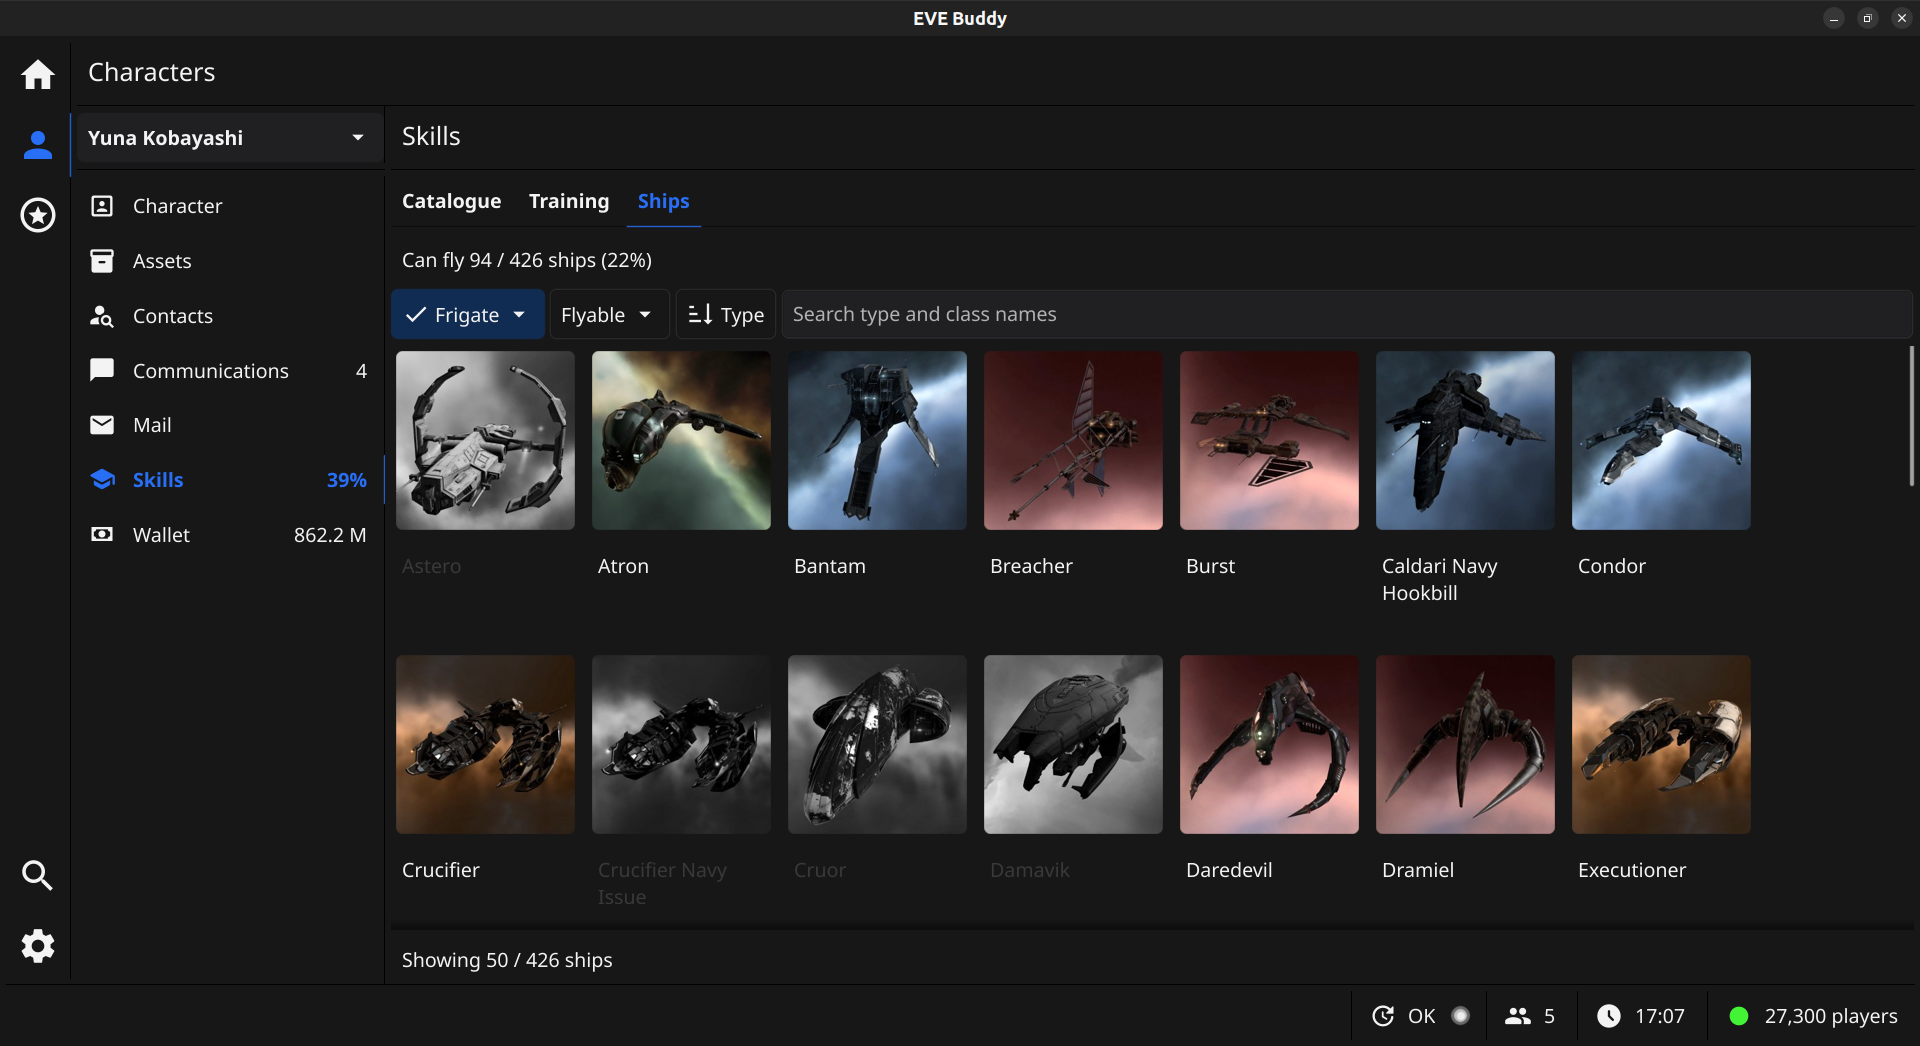 EVE Buddy
Characters
Yuna Kobayashi
Character
Assets
Contacts
Communications 4
Mail
Skills 39%
Wallet 862.2 M
Skills
Catalogue Training Ships
Can fly 94 / 426 ships (22%)
Frigate Flyable Type Search type and class names
Astero Atron Bantam Breacher Burst Caldari Navy Condor
Hookbill
Crucifier Crucifier Navy Cruor Damavik Daredevil Dramiel Executioner
Issue
Showing 50 / 426 ships
OK 5 17:07 27,300 players